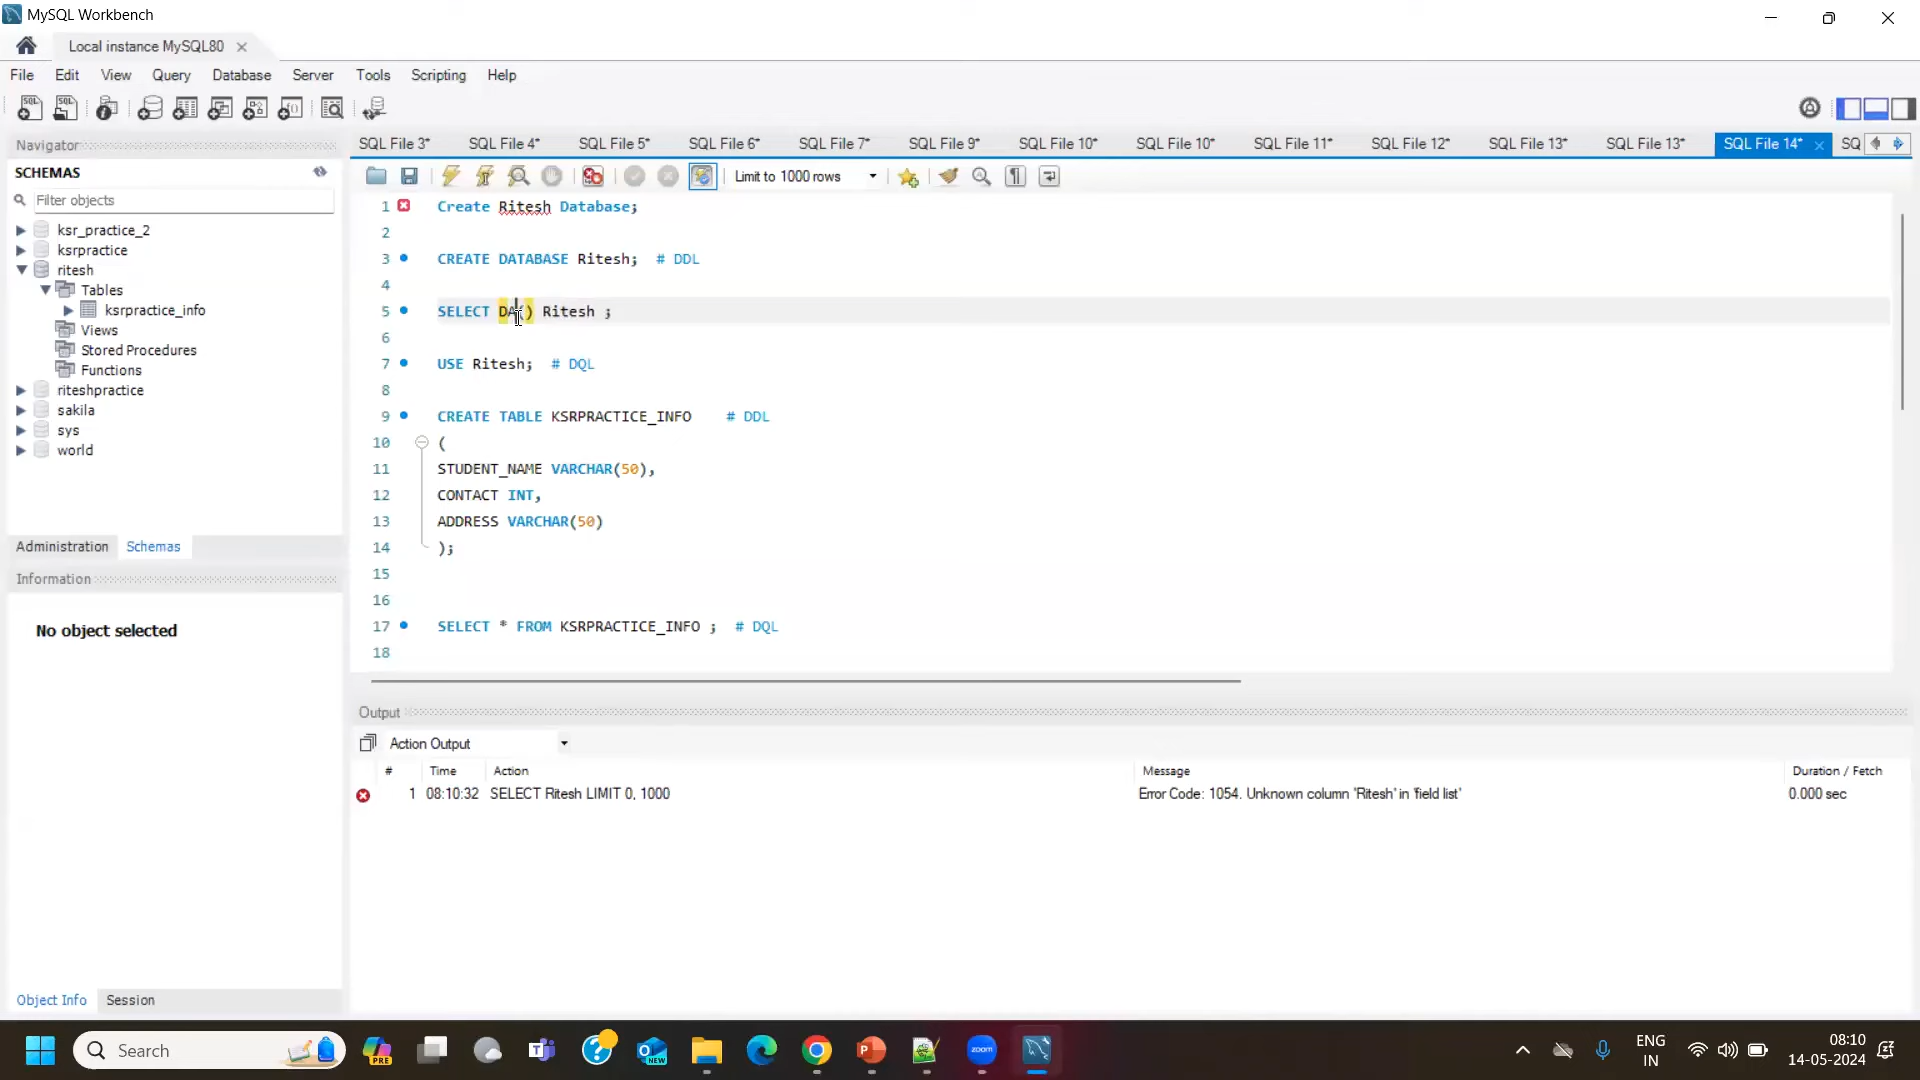 MySQL Workbench
Local instance MySQL80
File Edit View Query Database Server Tools Scripting Help
Navigator
SCHEMAS
Filter objects
ksr_practice_2
ksrpractice
ritesh
Tables
ksrpractice_info
Views
Stored Procedures
Functions
riteshpractice
sakila
sys
world
Administration Schemas
Information
No object selected
Object Info Session
SQL File 3* SQL File 4* SQL File 5* SQL File 6* SQL File 7* SQL File 9* SQL File 10* SQL File 10* SQL File 11* SQL File 12* SQL File 13* SQL File 13* SQL File 14* SQ
Limit to 1000 rows
1 Create Ritesh Database;
2
3 CREATE DATABASE Ritesh; # DDL
4
5 SELECT DA() Ritesh ;
6
7 USE Ritesh; # DQL
8
9 CREATE TABLE KSRPRACTICE_INFO # DDL
10 (
11 STUDENT_NAME VARCHAR(50),
12 CONTACT INT,
13 ADDRESS VARCHAR(50)
14 );
15
16
17 SELECT * FROM KSRPRACTICE_INFO ; # DQL
18
Output
Action Output
# Time Action Message Duration / Fetch
1 08:10:32 SELECT Ritesh LIMIT 0, 1000 Error Code: 1054. Unknown column 'Ritesh' in 'field list' 0.000 sec
Search
PRE
NEW
zoom
ENG
IN
08:10
14-05-2024